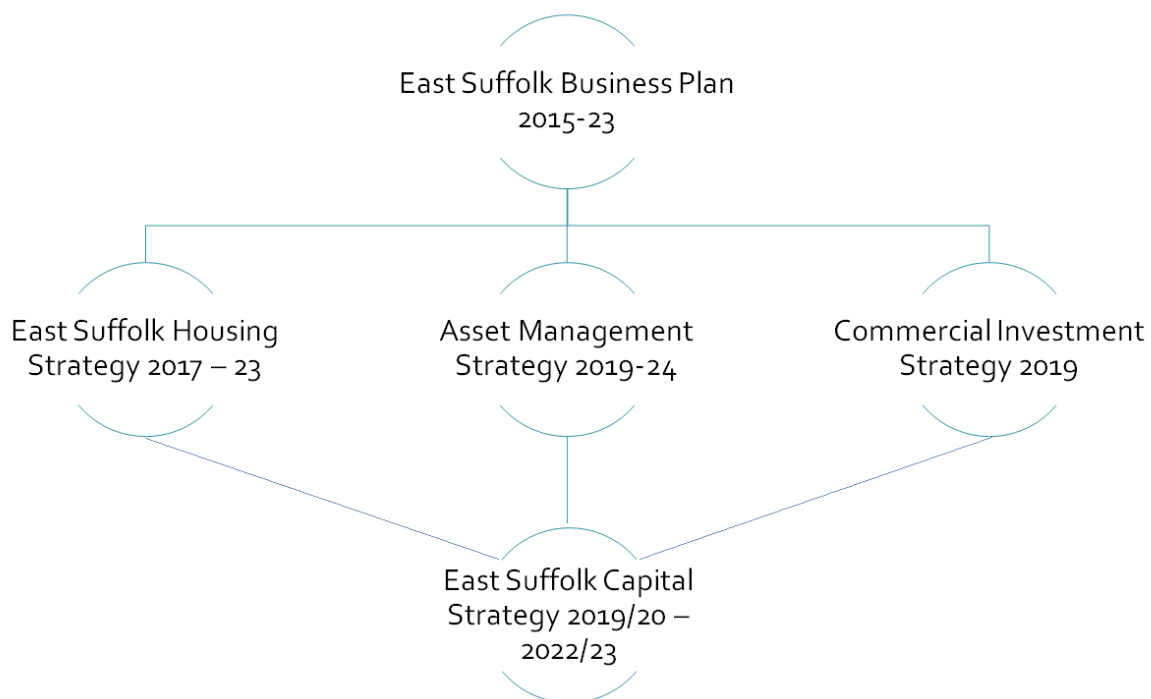 East Suffolk Business Plan
2015-23
East Suffolk Housing
Strategy 2017 – 23
Asset Management
Strategy 2019-24
Commercial Investment
Strategy 2019
East Suffolk Capital
Strategy 2019/20 –
2022/23